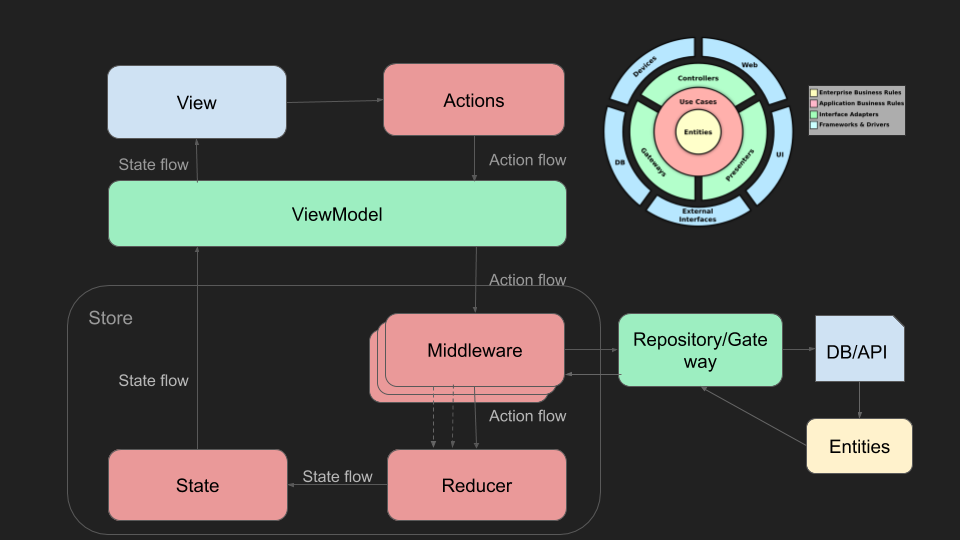 View
Actions
State flow
Action flow
ViewModel
Action flow
Store
State flow
Middleware
Action flow
Repository/Gate
way
DB/API
Entities
State
State flow
Reducer
Devices
Web
Controllers
Use Cases
Entities
DB
Gateways
Presenters
UI
External
Interfaces
Enterprise Business Rules
Application Business Rules
Interface Adapters
Frameworks & Drivers